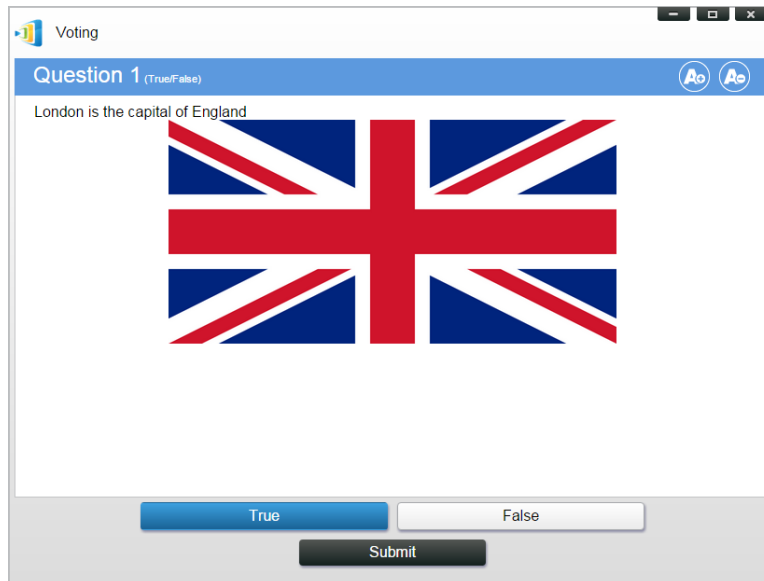 Voting
Question 1 (True/False)
London is the capital of England
True
False
Submit